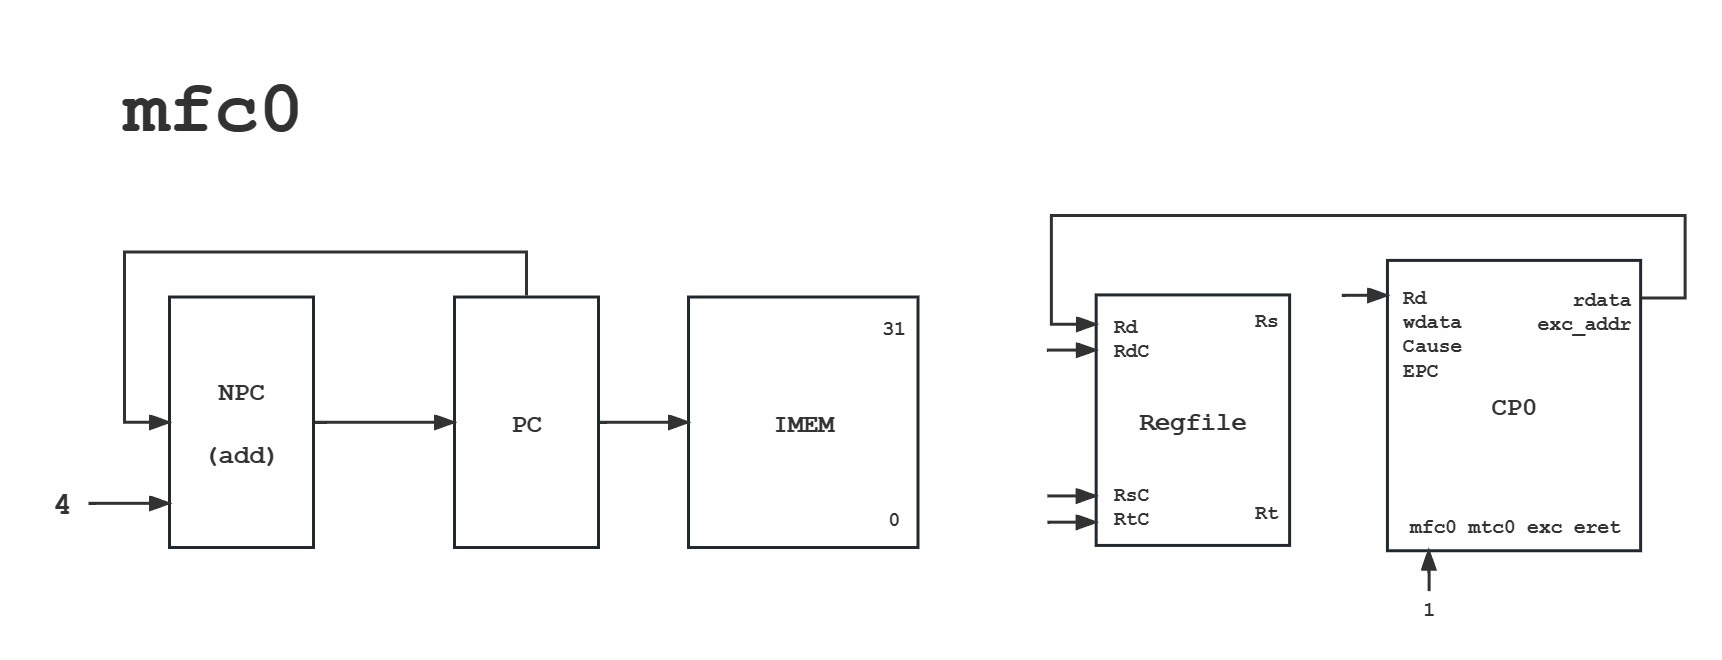 mfc0
NPC
(add)
4
PC
31
IMEM
0
Rd
RdC
Rs
Regfile
RsC
RtC
Rt
Rd
wdata
Cause
EPC
rdata
exc_addr
CP0
mfc0 mtc0 exc eret
1